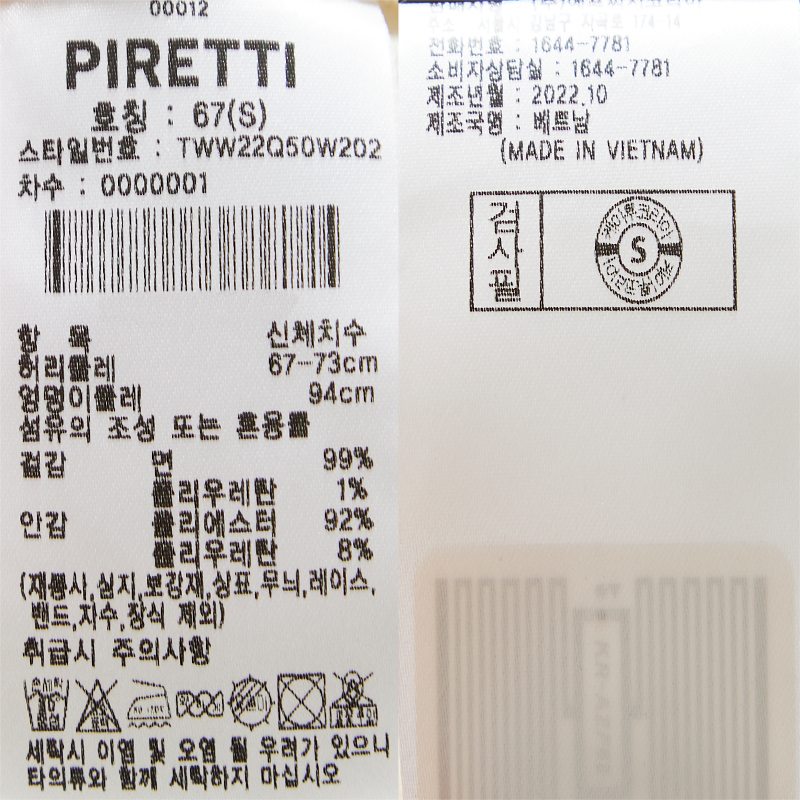 00012
PIRETTI
호칭 : 67(S)
스타일번호 : TWW22Q50W202
차수 : 0000001
항 목 신체치수
허리둘레 67-73cm
엉덩이둘레 94cm
섬유의 조성 또는 혼용률
겉감 면 99%
폴리우레탄 1%
안감 폴리에스터 92%
폴리우레탄 8%
(재봉사,심지,보강재,상표,무늬,레이스,
밴드,자수,장식 제외)
취급시 주의사항
세탁시 이염 및 오염 될 우려가 있으니
타의류와 함께 세탁하지 마십시오
전화번호 : 1644-7781
소비자상담실 : 1644-7781
제조년월 : 2022.10
제조국명 : 베트남
(MADE IN VIETNAM)
검사필
S